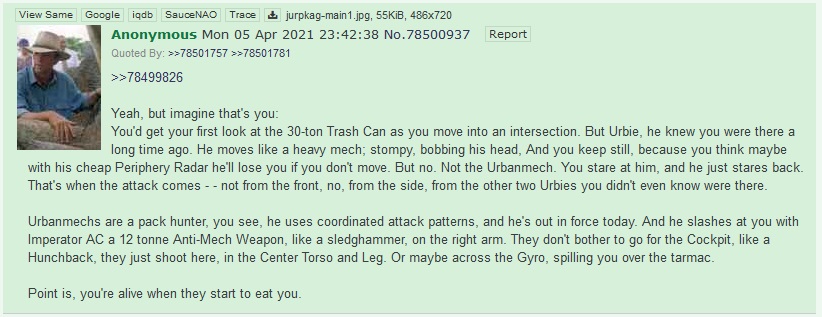 View Same Google iqdb SauceNAO Trace jurpkag-main1.jpg, 55KiB, 486x720
Anonymous Mon 05 Apr 2021 23:42:38 No.78500937 Report
Quoted By: >>78501757 >>78501781
>>78499826
Yeah, but imagine that's you:
You'd get your first look at the 30-ton Trash Can as you move into an intersection. But Urbie, he knew you were there a
long time ago. He moves like a heavy mech; stompy, bobbing his head, And you keep still, because you think maybe
with his cheap Periphery Radar he'll lose you if you don't move. But no. Not the Urbanmech. You stare at him, and he just stares back.
That's when the attack comes - - not from the front, no, from the side, from the other two Urbies you didn't even know were there.
Urbanmechs are a pack hunter, you see, he uses coordinated attack patterns, and he's out in force today. And he slashes at you with
Imperator AC a 12 tonne Anti-Mech Weapon, like a sledghammer, on the right arm. They don't bother to go for the Cockpit, like a
Hunchback, they just shoot here, in the Center Torso and Leg. Or maybe across the Gyro, spilling you over the tarmac.
Point is, you're alive when they start to eat you.